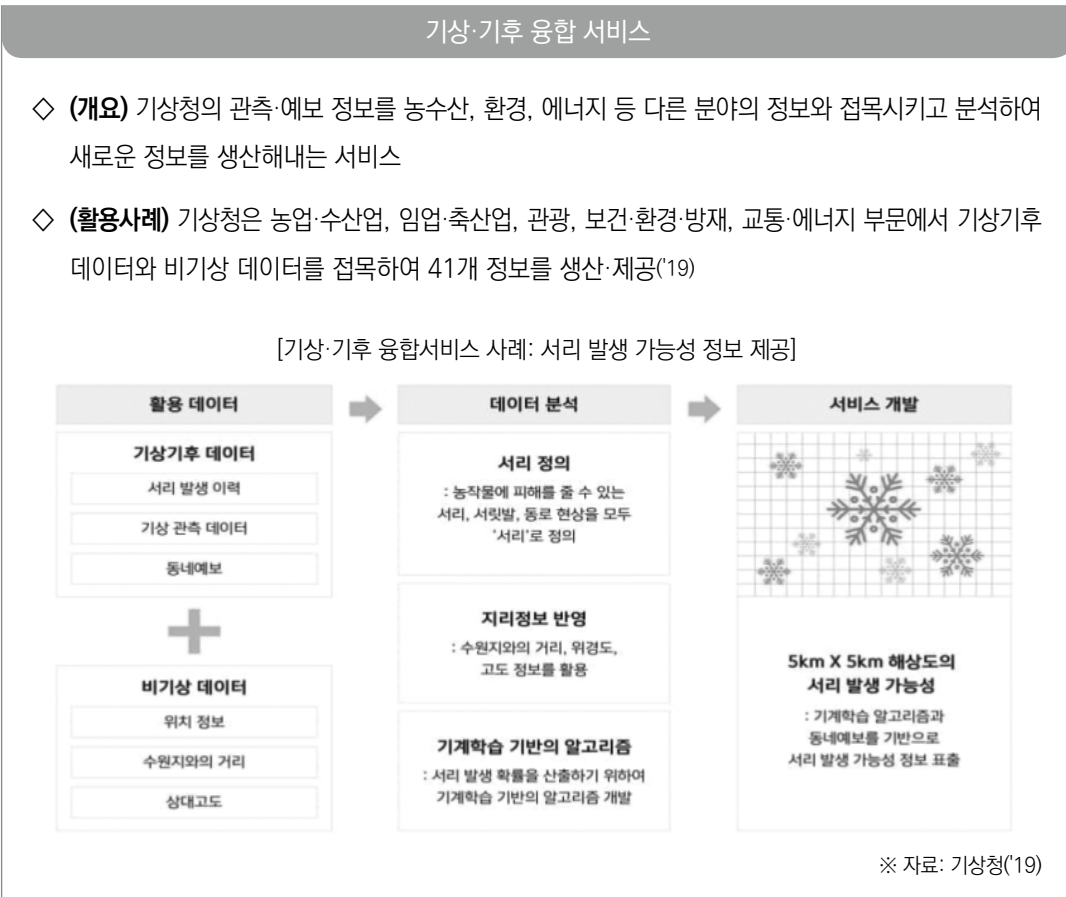 기상·기후 융합 서비스
◇ (개요) 기상청의 관측·예보 정보를 농수산, 환경, 에너지 등 다른 분야의 정보와 접목시키고 분석하여
새로운 정보를 생산해내는 서비스
◇ (활용사례) 기상청은 농업·수산업, 임업·축산업, 관광, 보건·환경·방재, 교통·에너지 부문에서 기상기후
데이터와 비기상 데이터를 접목하여 41개 정보를 생산·제공('19)
[기상·기후 융합서비스 사례: 서리 발생 가능성 정보 제공]
활용 데이터
기상기후 데이터
서리 발생 이력
기상 관측 데이터
동네예보
비기상 데이터
위치 정보
수원지와의 거리
상대고도
데이터 분석
서리 정의
: 농작물에 피해를 줄 수 있는
서리, 서릿발, 동로 현상을 모두
'서리'로 정의
지리정보 반영
: 수원지와의 거리, 위경도,
고도 정보를 활용
기계학습 기반의 알고리즘
: 서리 발생 확률을 산출하기 위하여
기계학습 기반의 알고리즘 개발
서비스 개발
5km X 5km 해상도의
서리 발생 가능성
: 기계학습 알고리즘과
동네예보를 기반으로
서리 발생 가능성 정보 표출
※ 자료: 기상청('19)